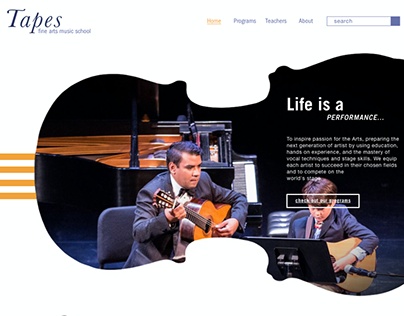 Tapes
fine arts music school
Home Programs Teachers About search
Life is a
PERFORMANCE...
To inspire passion for the Arts, preparing the
next generation of artist by using education,
hands on experience, and the mastery of
vocal techniques and stage skills. We equip
each artist to succeed in their chosen fields
and to compete on the
world's stage.
check out our programs